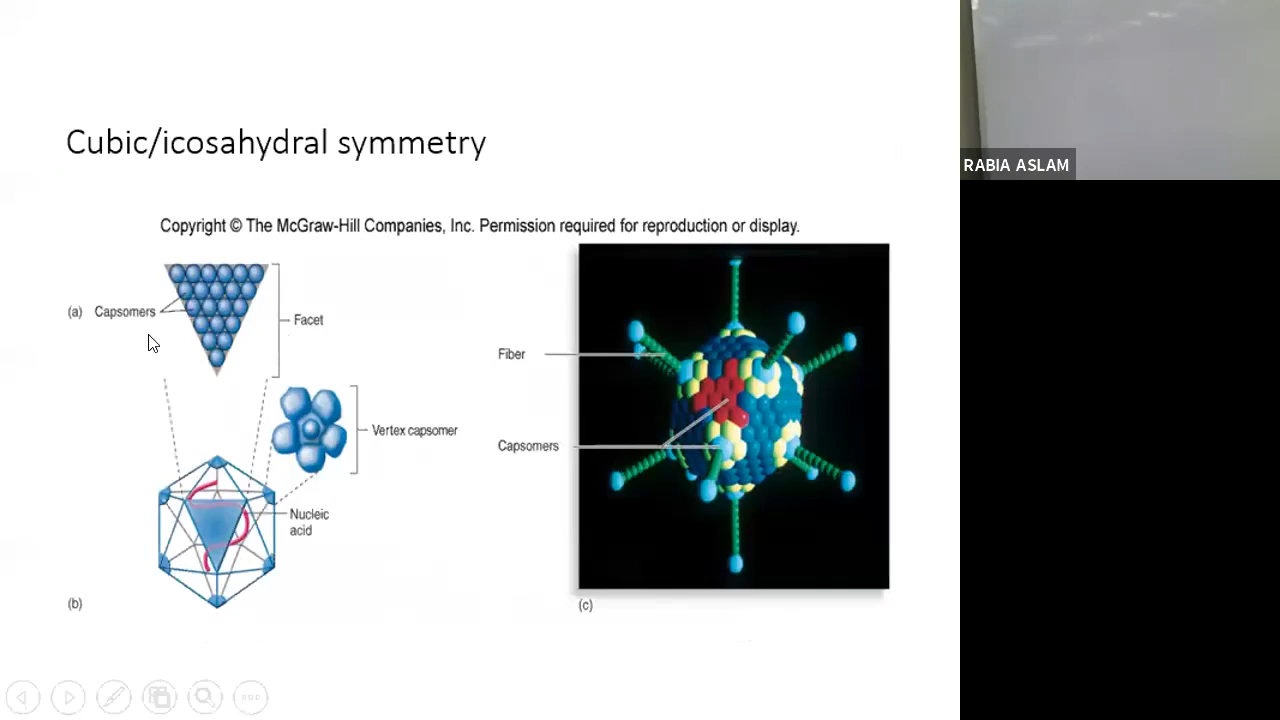 Cubic/icosahydral symmetry
Copyright © The McGraw-Hill Companies, Inc. Permission required for reproduction or display.
(a) Capsomers
Facet
Vertex capsomer
Nucleic
acid
(b)
Fiber
Capsomers
(c)
RABIA ASLAM